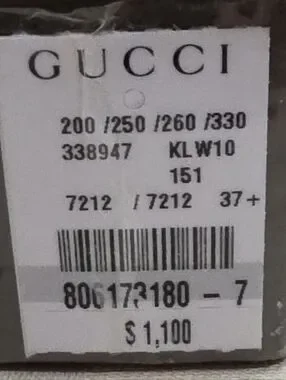 GUCCI
200 /250 /260 /330
338947 KLW10
151
7212 / 7212 37+
806173180 - 7
$ 1,100